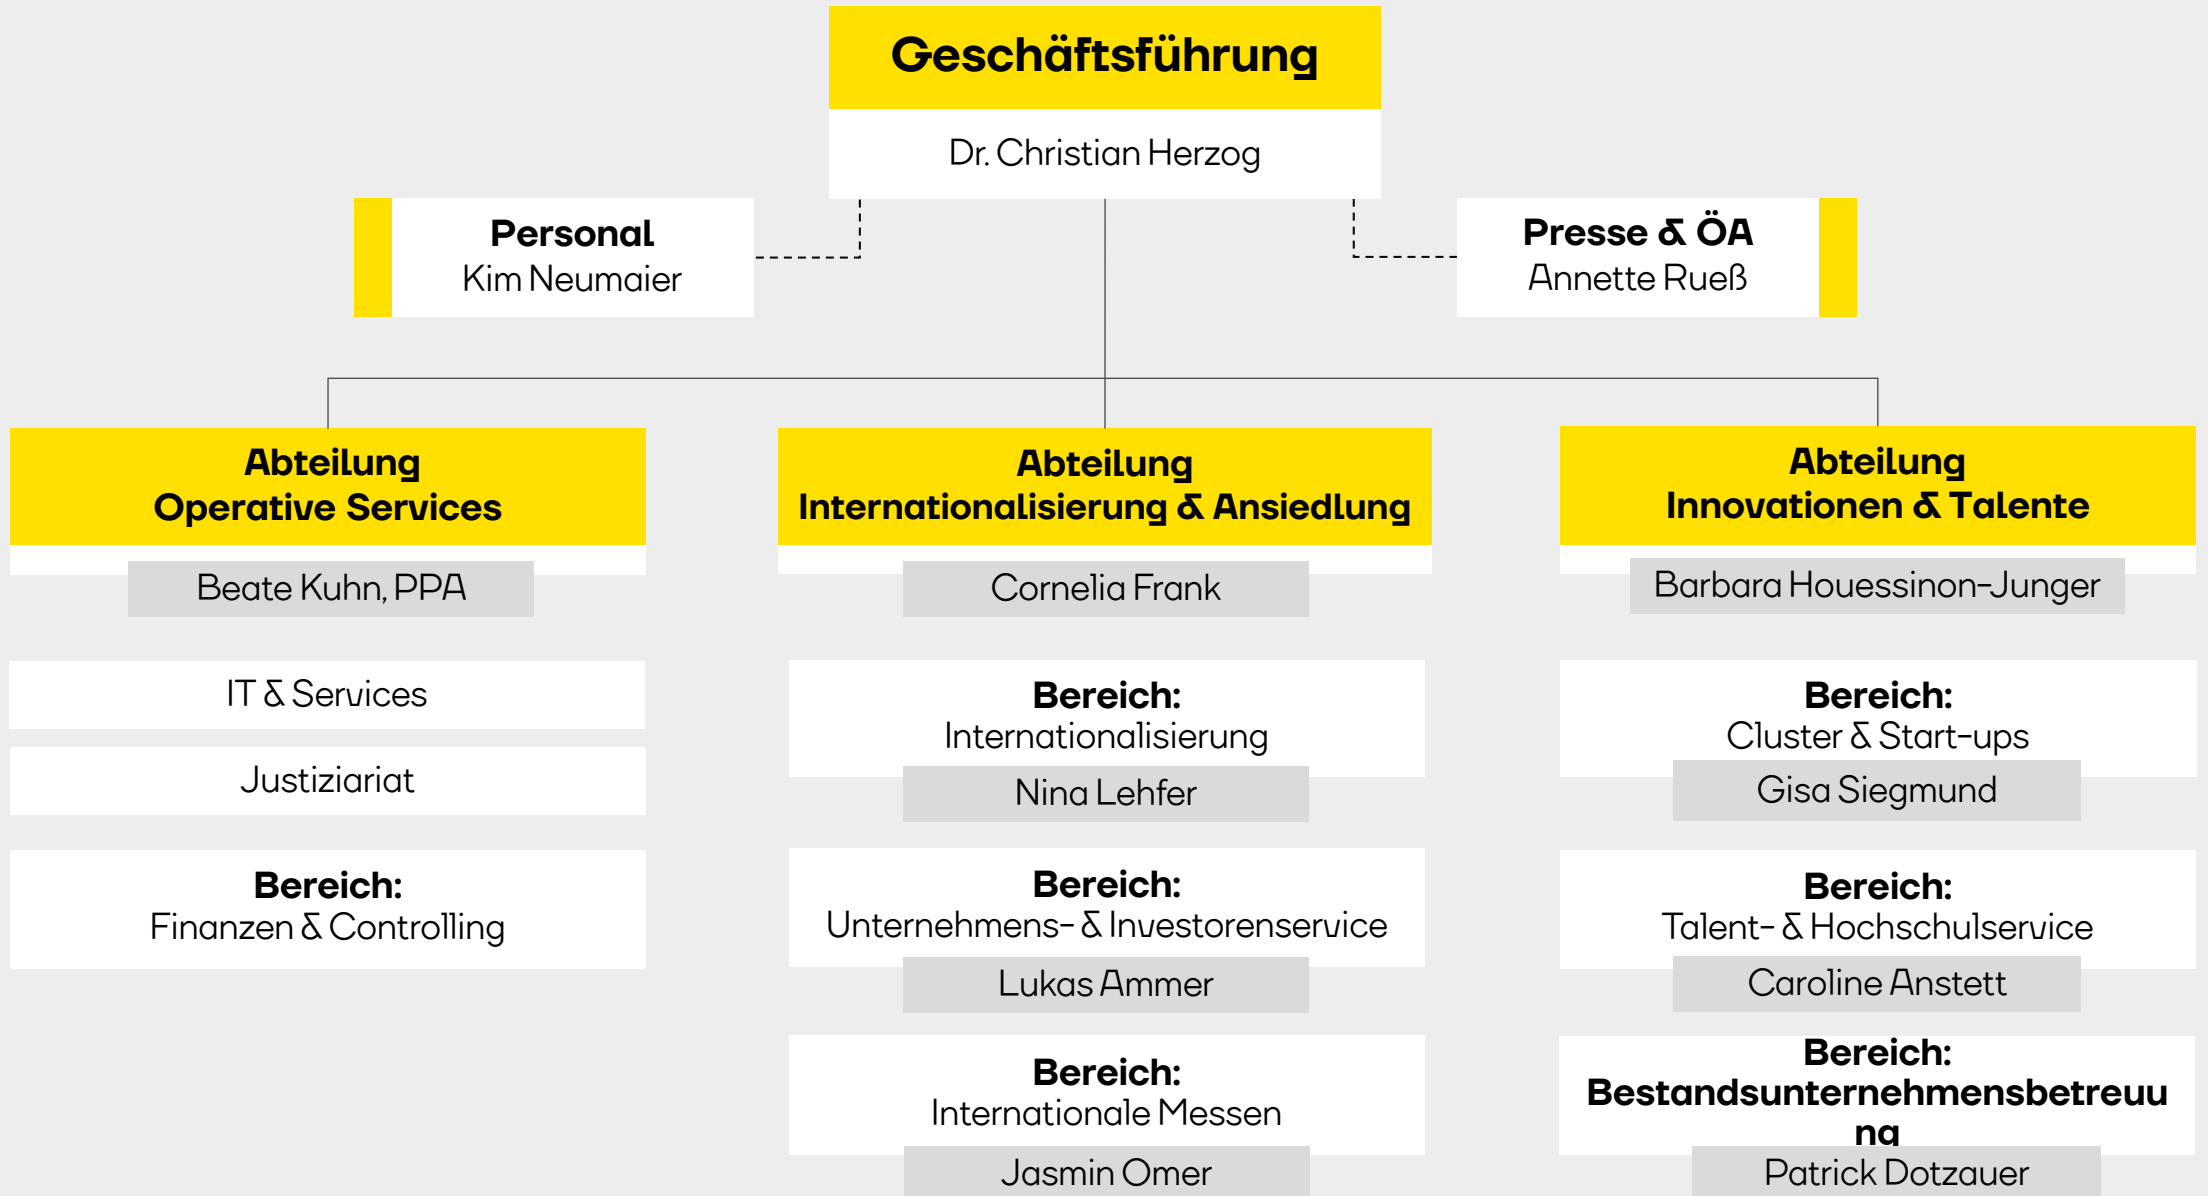 Geschäftsführung
Dr. Christian Herzog
Personal
Kim Neumaier
Presse & ÖA
Annette Rueß
Abteilung
Operative Services
Beate Kuhn, PPA
IT & Services
Justiziariat
Bereich:
Finanzen & Controlling
Abteilung
Internationalisierung & Ansiedlung
Cornelia Frank
Bereich:
Internationalisierung
Nina Lehfer
Bereich:
Unternehmens- & Investorenservice
Lukas Ammer
Bereich:
Internationale Messen
Jasmin Omer
Abteilung
Innovationen & Talente
Barbara Houessinon-Junger
Bereich:
Cluster & Start-ups
Gisa Siegmund
Bereich:
Talent- & Hochschulservice
Caroline Anstett
Bereich:
Bestandsunternehmensbetreuu
ng
Patrick Dotzauer